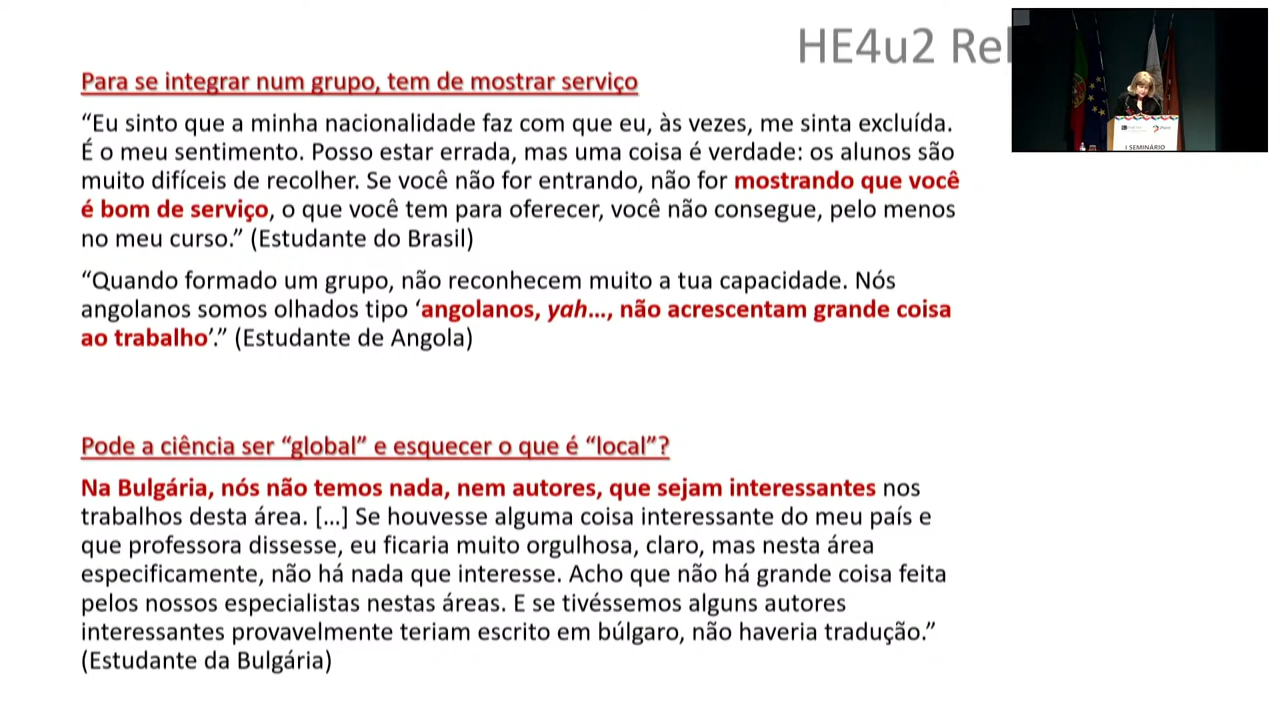 HE4u2 Rel
Para se integrar num grupo, tem de mostrar serviço
“Eu sinto que a minha nacionalidade faz com que eu, às vezes, me sinta excluída.
É o meu sentimento. Posso estar errada, mas uma coisa é verdade: os alunos são
muito difíceis de recolher. Se você não for entrando, não for mostrando que você
é bom de serviço, o que você tem para oferecer, você não consegue, pelo menos
no meu curso.” (Estudante do Brasil)
“Quando formado um grupo, não reconhecem muito a tua capacidade. Nós
angolanos somos olhados tipo ‘angolanos, yah…, não acrescentam grande coisa
ao trabalho’.” (Estudante de Angola)
Pode a ciência ser “global” e esquecer o que é “local”?
Na Bulgária, nós não temos nada, nem autores, que sejam interessantes nos
trabalhos desta área. […] Se houvesse alguma coisa interessante do meu país e
que professora dissesse, eu ficaria muito orgulhosa, claro, mas nesta área
especificamente, não há nada que interesse. Acho que não há grande coisa feita
pelos nossos especialistas nestas áreas. E se tivéssemos alguns autores
interessantes provavelmente teriam escrito em búlgaro, não haveria tradução.”
(Estudante da Bulgária)
I SEMINÁRIO